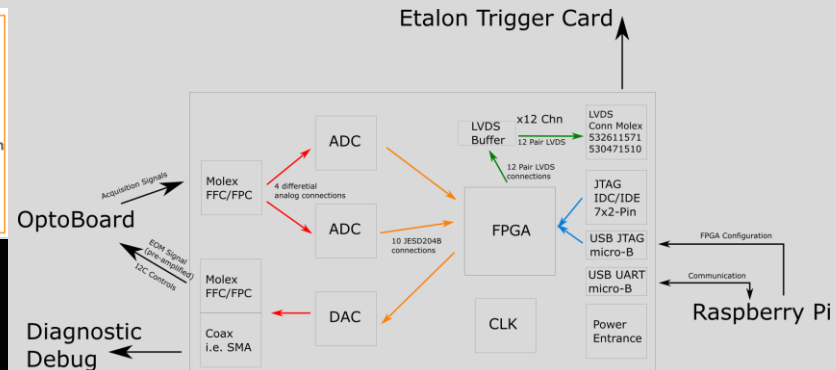 Etalon Trigger Card
n
LVDS
Buffer
x12 Chn
12 Pair LVDS
LVDS
Conn Molex
532611571
530471510
ADC
12 Pair LVDS
connections
Acquisition Signals
Molex
FFC/FPC
4 differetial
analog connections
JTAG
IDC/IDE
7x2-Pin
OptoBoard
ADC
10 JESD204B
connections
FPGA
USB JTAG
micro-B
FPGA Configuration
EOM Signal
(pre-amplified)
I2C Controls
Molex
FFC/FPC
USB UART
micro-B
Communication
Raspberry Pi
DAC
CLK
Power
Entrance
Coax
i.e. SMA
Diagnostic
Debug